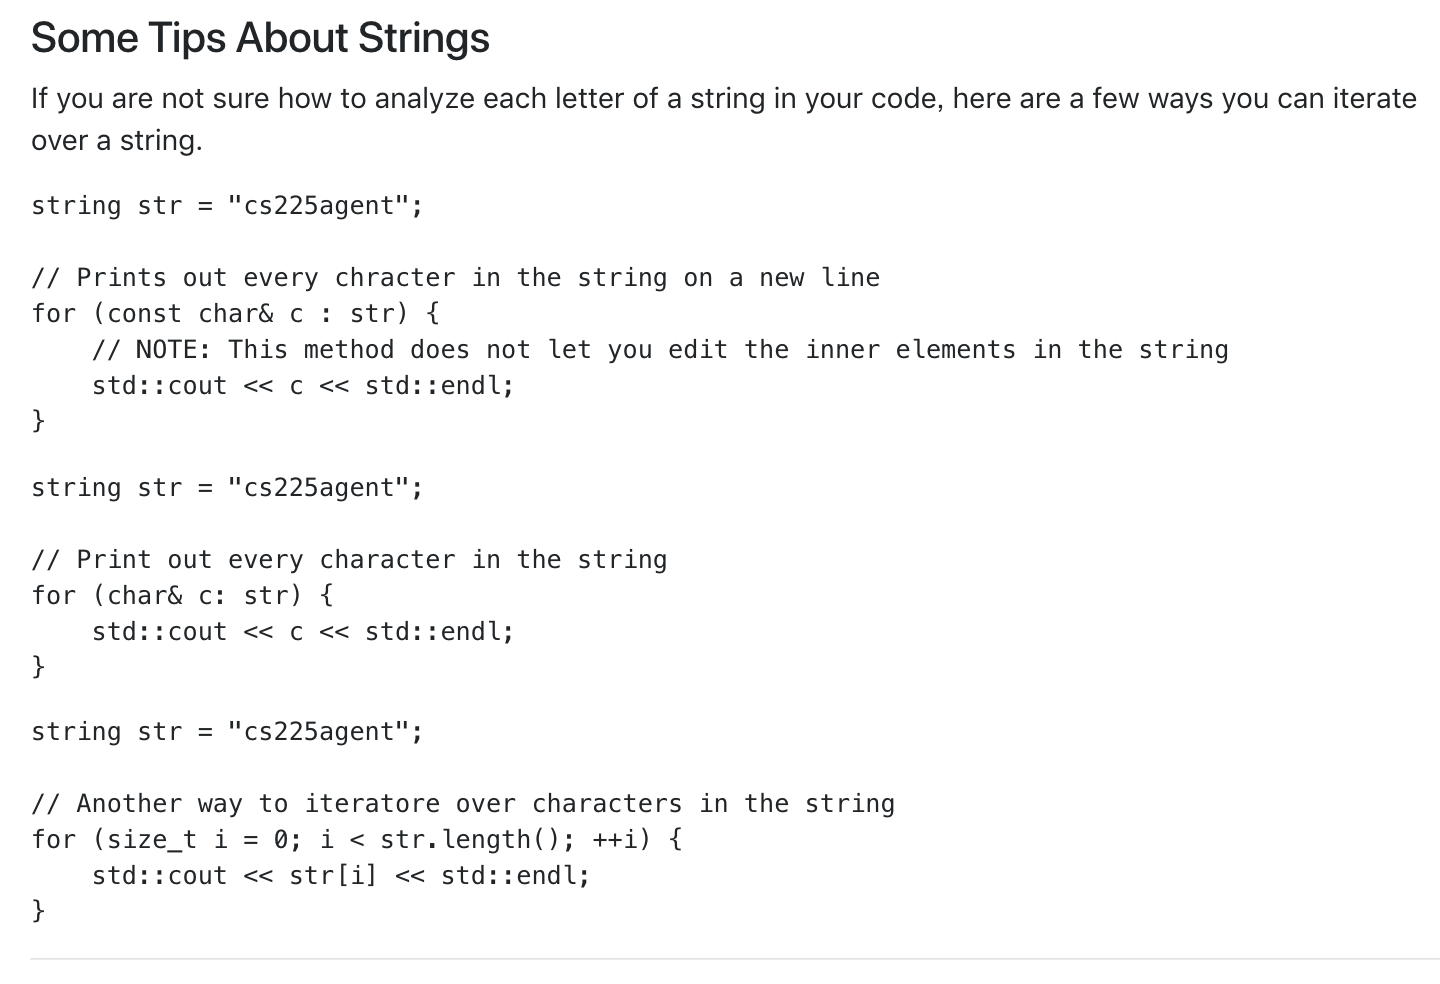 Some Tips About Strings
If you are not sure how to analyze each letter of a string in your code, here are a few ways you can iterate
over a string.
string str = "cs225agent";
// Prints out every chracter in the string on a new line
for (const char& c : str) {
    // NOTE: This method does not let you edit the inner elements in the string
    std::cout << c << std::endl;
}
string str = "cs225agent";
// Print out every character in the string
for (char& c: str) {
    std::cout << c << std::endl;
}
string str = "cs225agent";
// Another way to iteratore over characters in the string
for (size_t i = 0; i < str.length(); ++i) {
    std::cout << str[i] << std::endl;
}